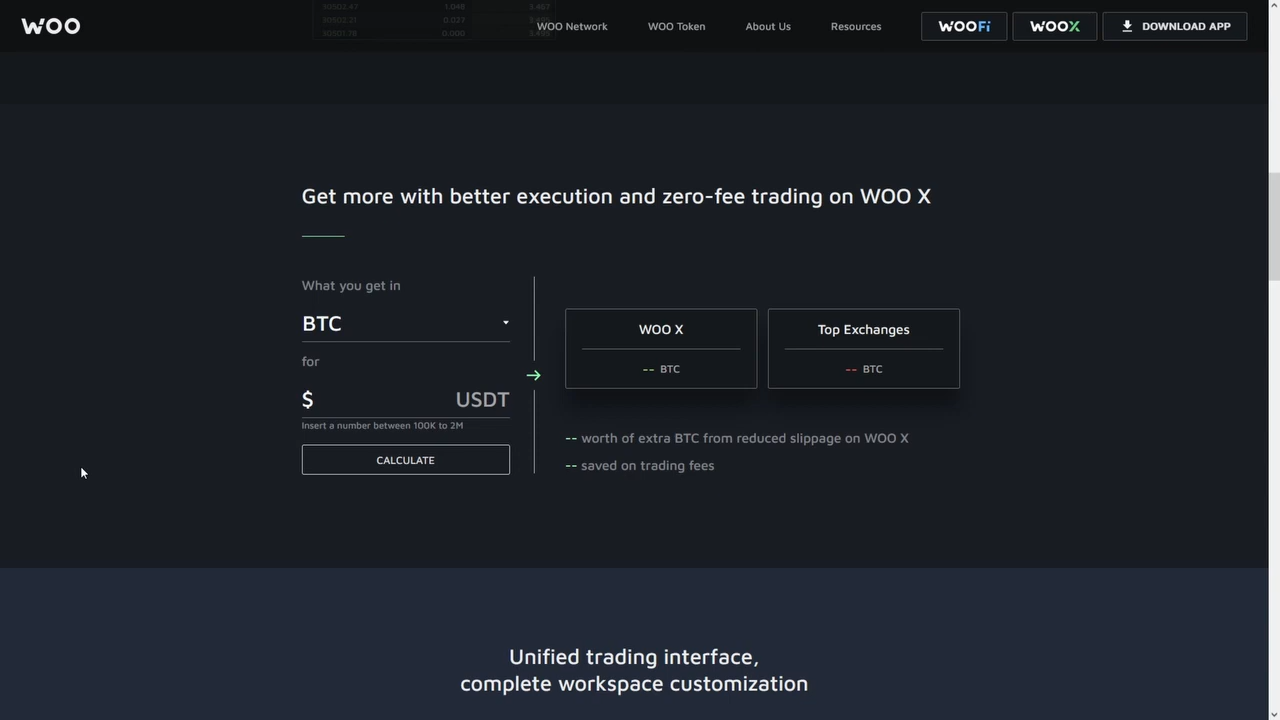 WOO
WOO Network
WOO Token
About Us
Resources
WOOFi
WOOX
DOWNLOAD APP
Get more with better execution and zero-fee trading on WOO X
What you get in
BTC
for
$ USDT
Insert a number between 100K to 2M
CALCULATE
WOO X
-- BTC
Top Exchanges
-- BTC
-- worth of extra BTC from reduced slippage on WOO X
-- saved on trading fees
Unified trading interface,
complete workspace customization